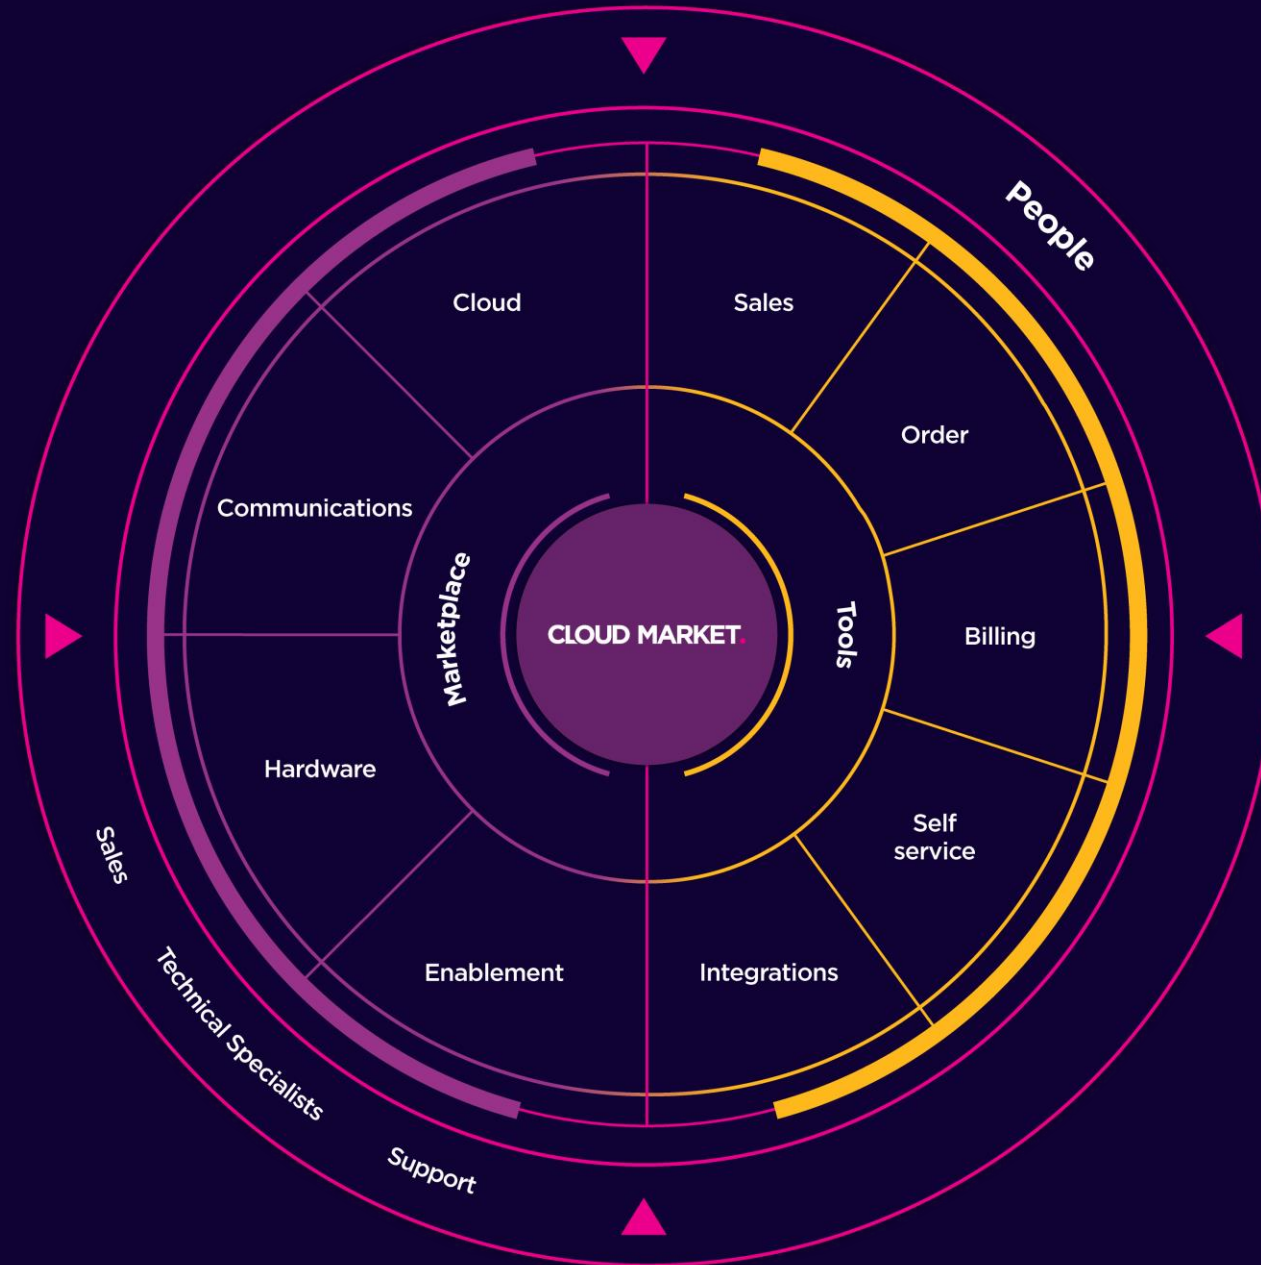 People
Cloud
Sales
Order
Communications
Marketplace
CLOUD MARKET.
Tools
Billing
Hardware
Self
service
Enablement
Integrations
Sales
Technical Specialists
Support